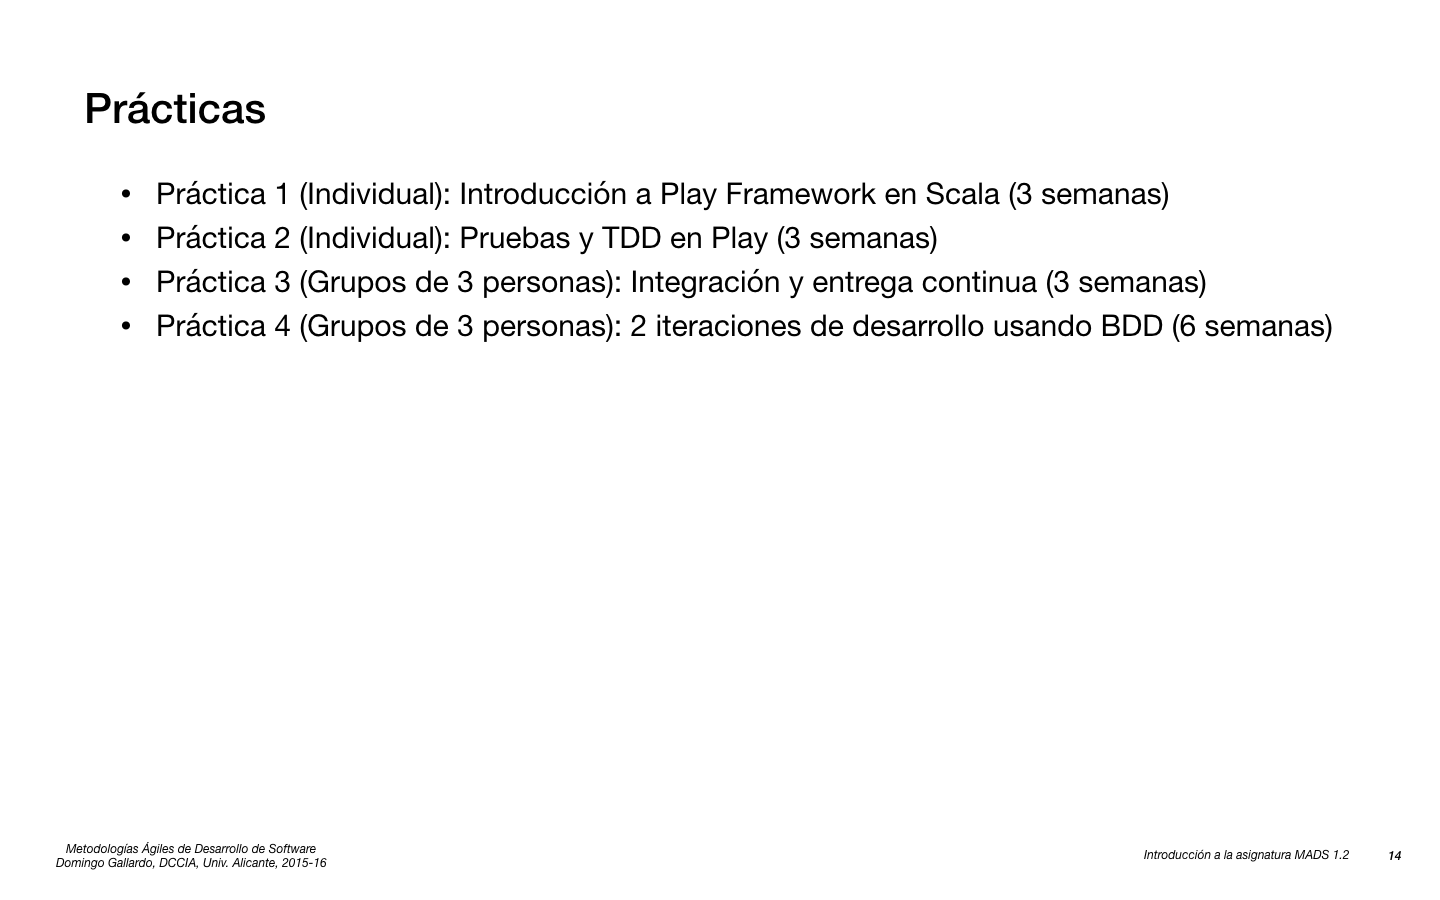 Prácticas
• Práctica 1 (Individual): Introducción a Play Framework en Scala (3 semanas)
• Práctica 2 (Individual): Pruebas y TDD en Play (3 semanas)
• Práctica 3 (Grupos de 3 personas): Integración y entrega continua (3 semanas)
• Práctica 4 (Grupos de 3 personas): 2 iteraciones de desarrollo usando BDD (6 semanas)
Metodologías Ágiles de Desarrollo de Software
Domingo Gallardo, DCCIA, Univ. Alicante, 2015-16
Introducción a la asignatura MADS 1.2 14